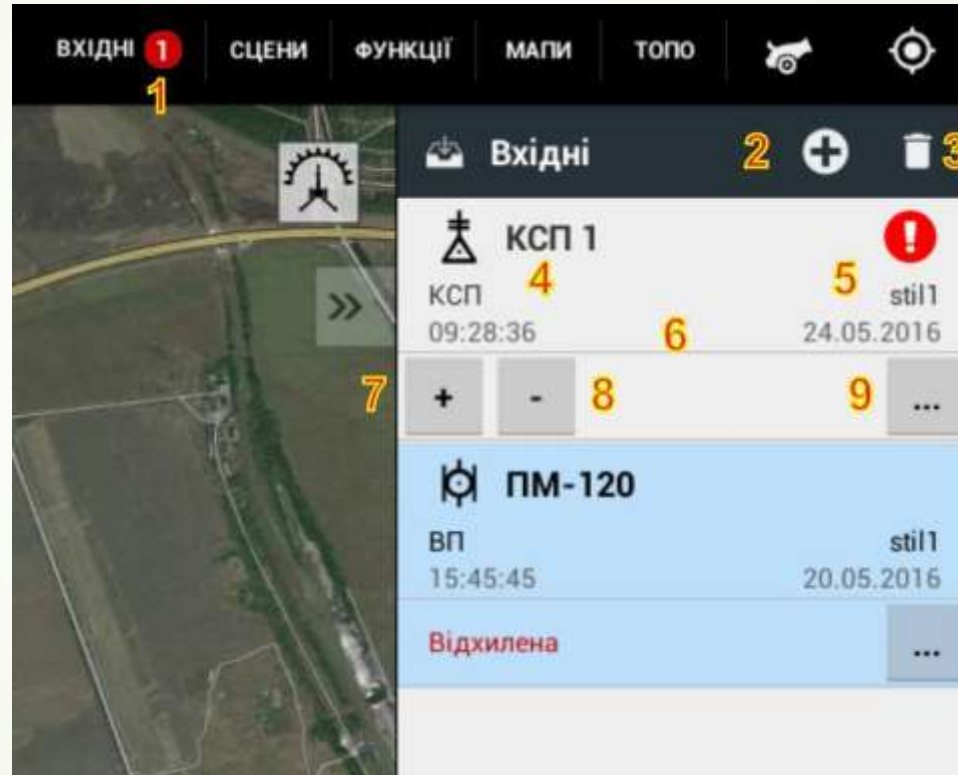 ВХІДНІ 1 СЦЕНИ ФУНКЦІЇ МАПИ ТОПО
1
Вхідні 2 3
КСП 1
4 5
КСП stil1
09:28:36 6 24.05.2016
7 + - 8 9 ...
ПМ-120
ВП stil1
15:45:45 20.05.2016
Відхилена ...